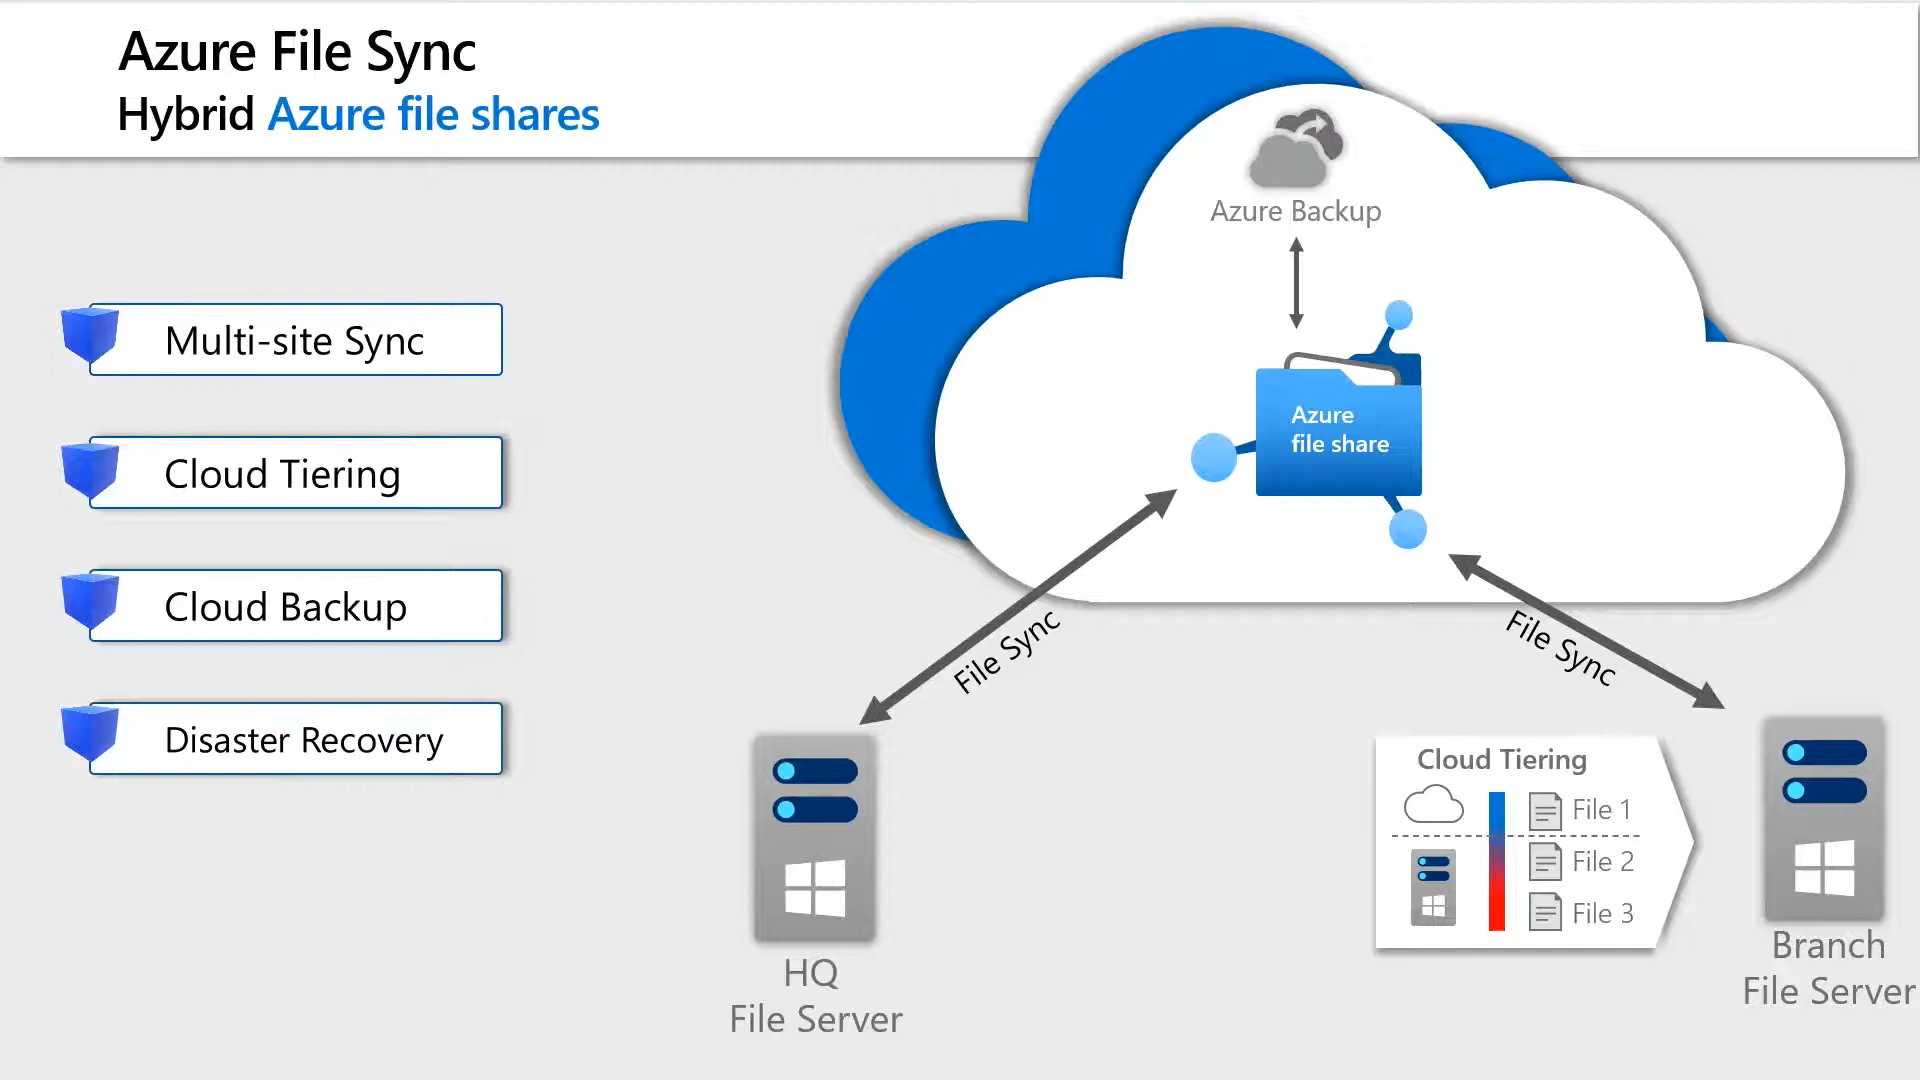 Azure File Sync
Hybrid Azure file shares
Multi-site Sync
Cloud Tiering
Cloud Backup
Disaster Recovery
Azure Backup
Azure
file share
File Sync
File Sync
HQ
File Server
Cloud Tiering
File 1
File 2
File 3
Branch
File Server